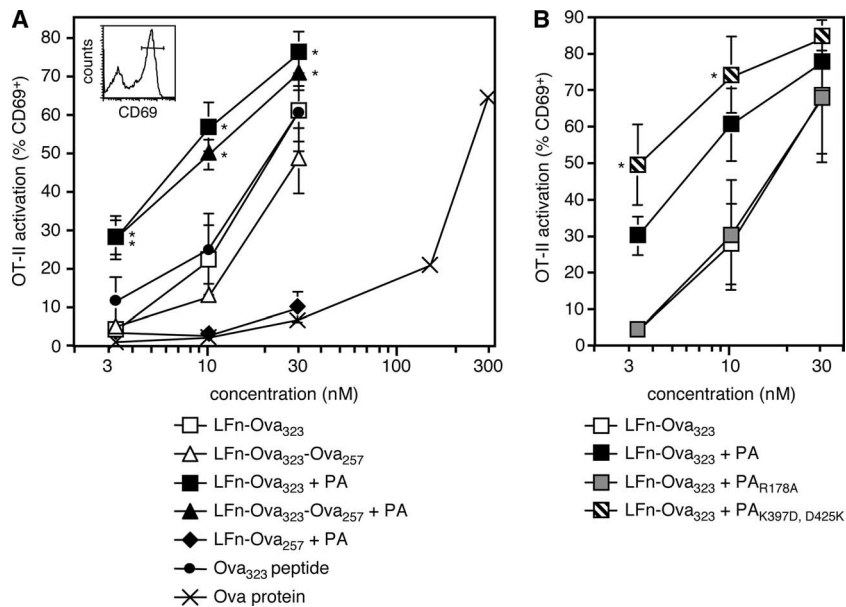 A
OT-II activation (% CD69⁺)
80
70
60
50
40
30
20
10
0
counts
CD69
*
*
*
*
*
*
3
10
30
100
300
concentration (nM)
LFn-Ova₃₂₃
LFn-Ova₃₂₃-Ova₂₅₇
LFn-Ova₃₂₃ + PA
LFn-Ova₃₂₃-Ova₂₅₇ + PA
LFn-Ova₂₅₇ + PA
Ova₃₂₃ peptide
Ova protein
B
OT-II activation (% CD69⁺)
90
80
70
60
50
40
30
20
10
0
*
*
3
10
30
concentration (nM)
LFn-Ova₃₂₃
LFn-Ova₃₂₃ + PA
LFn-Ova₃₂₃ + PA_R178A
LFn-Ova₃₂₃ + PA_K397D, D425K